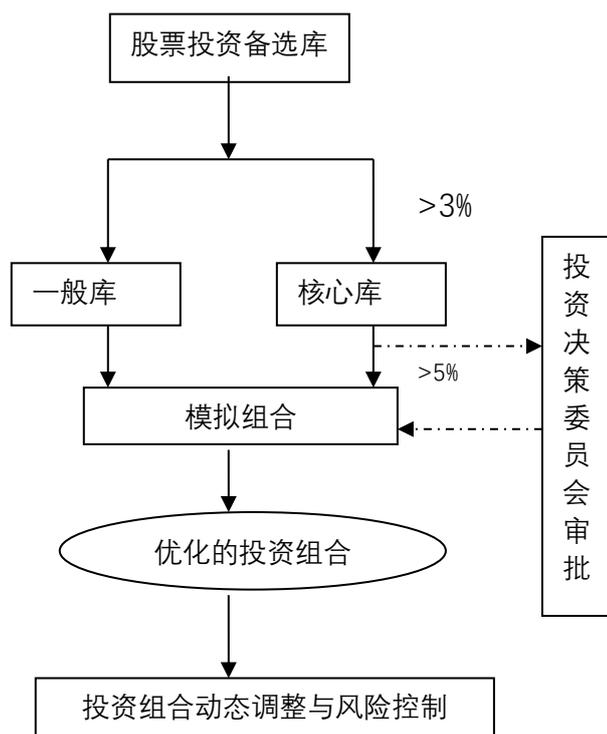 股票投资备选库
>3%
一般库
核心库
>5%
模拟组合
投资决策委员会审批
优化的投资组合
投资组合动态调整与风险控制